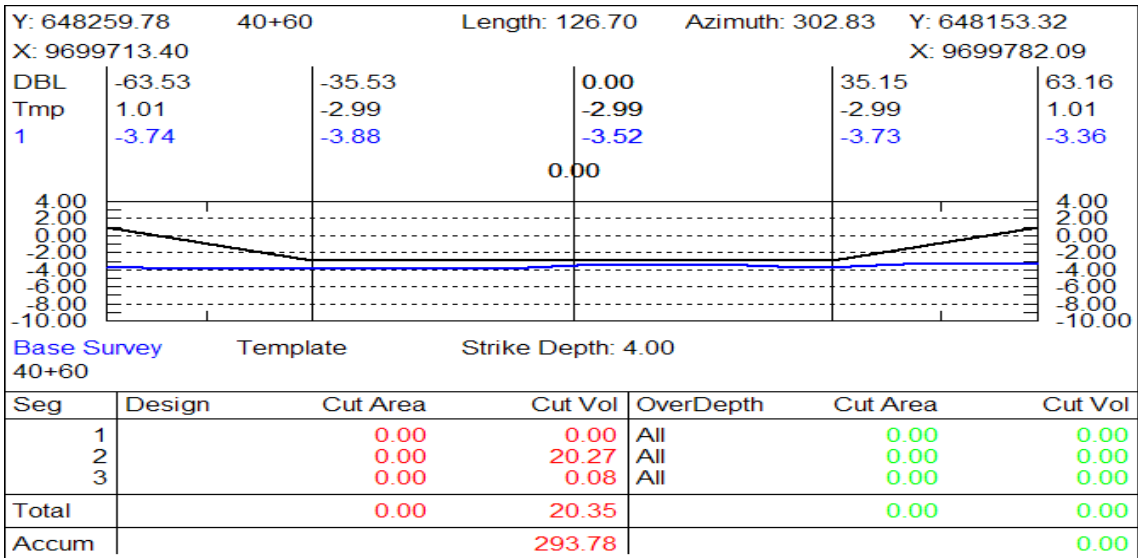 Y: 648259.78 40+60 Length: 126.70 Azimuth: 302.83 Y: 648153.32
X: 9699713.40 X: 9699782.09
DBL -63.53 -35.53 0.00 35.15 63.16
Tmp 1.01 -2.99 -2.99 -2.99 1.01
1 -3.74 -3.88 -3.52 -3.73 -3.36
0.00
4.00 4.00
2.00 2.00
0.00 0.00
-2.00 -2.00
-4.00 -4.00
-6.00 -6.00
-8.00 -8.00
-10.00 -10.00
Base Survey Template Strike Depth: 4.00
40+60
Seg Design Cut Area Cut Vol OverDepth Cut Area Cut Vol
1 0.00 0.00 All 0.00 0.00
2 0.00 20.27 All 0.00 0.00
3 0.00 0.08 All 0.00 0.00
Total 0.00 20.35 0.00 0.00
Accum 293.78 0.00